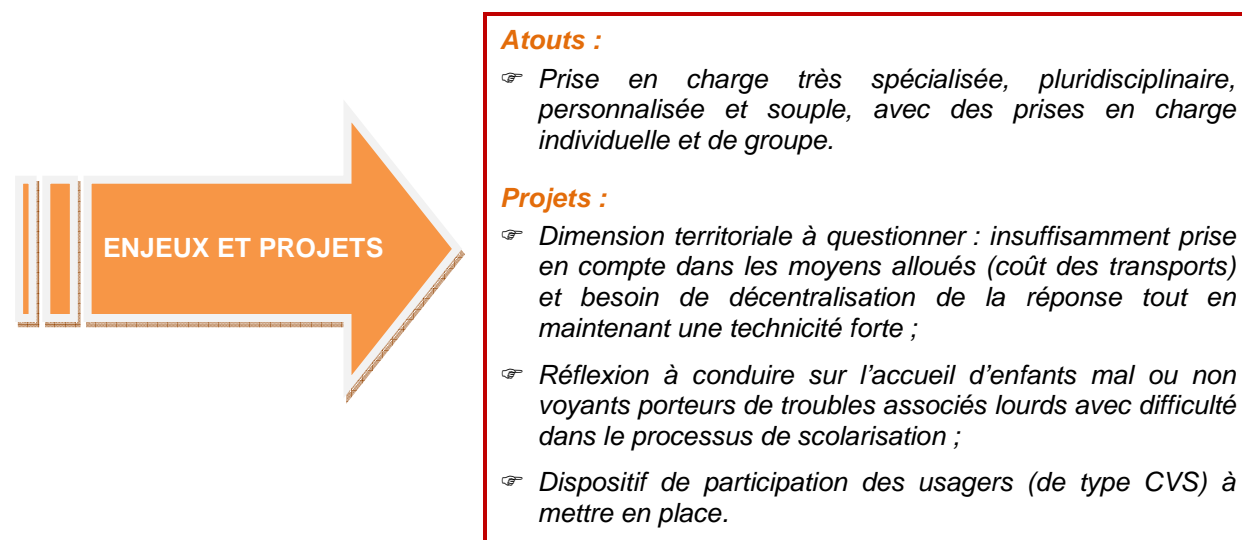 ENJEUX ET PROJETS
Atouts :
☞ Prise en charge très spécialisée, pluridisciplinaire,
personnalisée et souple, avec des prises en charge
individuelle et de groupe.
Projets :
☞ Dimension territoriale à questionner : insuffisamment prise
en compte dans les moyens alloués (coût des transports)
et besoin de décentralisation de la réponse tout en
maintenant une technicité forte ;
☞ Réflexion à conduire sur l’accueil d’enfants mal ou non
voyants porteurs de troubles associés lourds avec difficulté
dans le processus de scolarisation ;
☞ Dispositif de participation des usagers (de type CVS) à
mettre en place.